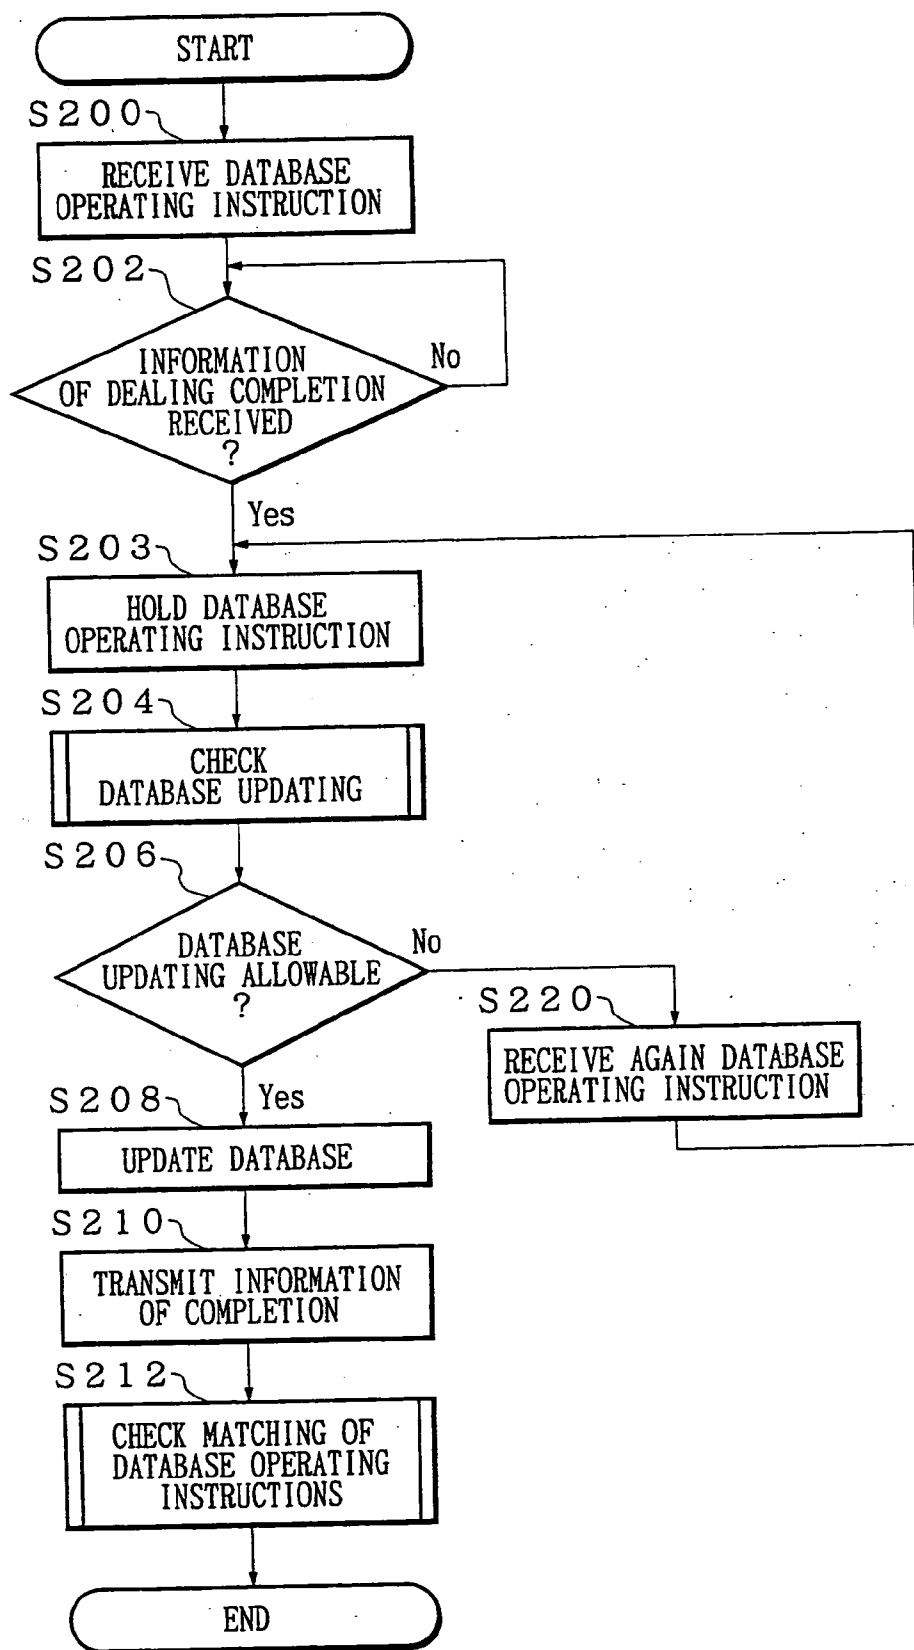 START
S200
RECEIVE DATABASE
OPERATING INSTRUCTION
S202
INFORMATION
OF DEALING COMPLETION
RECEIVED
?
No
Yes
S203
HOLD DATABASE
OPERATING INSTRUCTION
S204
CHECK
DATABASE UPDATING
S206
DATABASE
UPDATING ALLOWABLE
?
No
S220
RECEIVE AGAIN DATABASE
OPERATING INSTRUCTION
Yes
S208
UPDATE DATABASE
S210
TRANSMIT INFORMATION
OF COMPLETION
S212
CHECK MATCHING OF
DATABASE OPERATING
INSTRUCTIONS
END